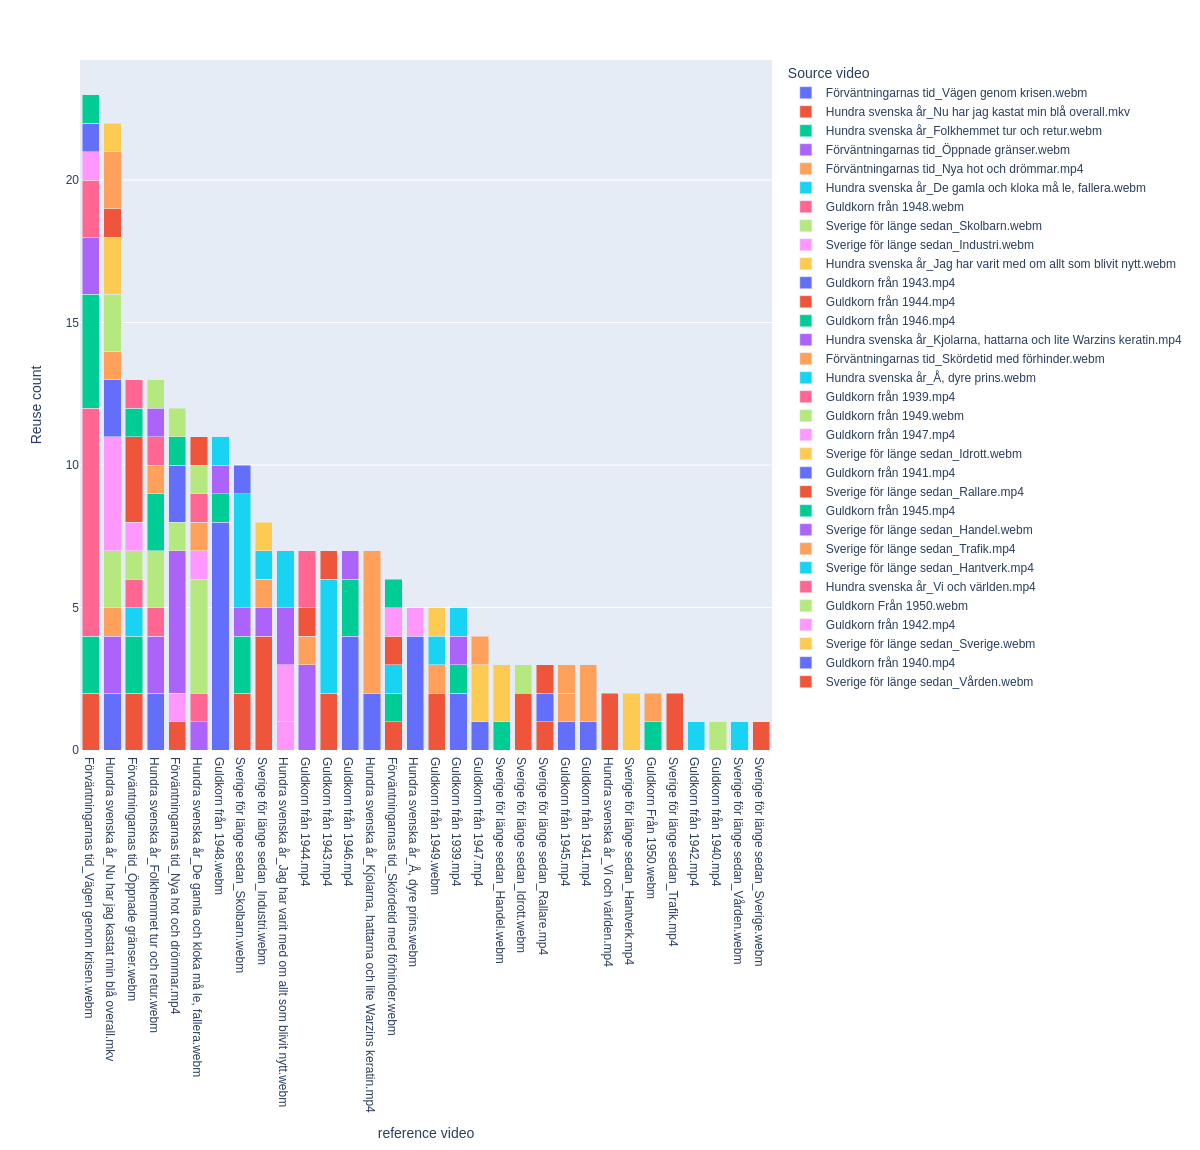 Source video
Förväntningarnas tid_Vägen genom krisen.webm
Hundra svenska år_Nu har jag kastat min blå overall.mkv
Hundra svenska år_Folkhemmet tur och retur.webm
Förväntningarnas tid_Öppnade gränser.webm
Förväntningarnas tid_Nya hot och drömmar.mp4
Hundra svenska år_De gamla och kloka må le, fallera.webm
Guldkorn från 1948.webm
Sverige för länge sedan_Skolbarn.webm
Sverige för länge sedan_Industri.webm
Hundra svenska år_Jag har varit med om allt som blivit nytt.webm
Guldkorn från 1943.mp4
Guldkorn från 1944.mp4
Guldkorn från 1946.mp4
Hundra svenska år_Kjolarna, hattarna och lite Warzins keratin.mp4
Förväntningarnas tid_Skördetid med förhinder.webm
Hundra svenska år_Å, dyre prins.webm
Guldkorn från 1939.mp4
Guldkorn från 1949.webm
Guldkorn från 1947.mp4
Sverige för länge sedan_Idrott.webm
Guldkorn från 1941.mp4
Sverige för länge sedan_Rallare.mp4
Guldkorn från 1945.mp4
Sverige för länge sedan_Handel.webm
Sverige för länge sedan_Trafik.mp4
Sverige för länge sedan_Hantverk.mp4
Hundra svenska år_Vi och världen.mp4
Guldkorn Från 1950.webm
Guldkorn från 1942.mp4
Sverige för länge sedan_Sverige.webm
Guldkorn från 1940.mp4
Sverige för länge sedan_Vården.webm
Reuse count
20
15
10
5
0
Förväntningarnas tid_Vägen genom krisen.webm
Hundra svenska år_Nu har jag kastat min blå overall.mkv
Förväntningarnas tid_Öppnade gränser.webm
Hundra svenska år_Folkhemmet tur och retur.webm
Förväntningarnas tid_Nya hot och drömmar.mp4
Hundra svenska år_De gamla och kloka må le, fallera.webm
Guldkorn från 1948.webm
Sverige för länge sedan_Skolbarn.webm
Sverige för länge sedan_Industri.webm
Hundra svenska år_Jag har varit med om allt som blivit nytt.webm
Guldkorn från 1944.mp4
Guldkorn från 1943.mp4
Guldkorn från 1946.mp4
Hundra svenska år_Kjolarna, hattarna och lite Warzins keratin.mp4
Förväntningarnas tid_Skördetid med förhinder.webm
Hundra svenska år_Å, dyre prins.webm
Guldkorn från 1949.webm
Guldkorn från 1939.mp4
Guldkorn från 1947.mp4
Sverige för länge sedan_Handel.webm
Sverige för länge sedan_Idrott.webm
Sverige för länge sedan_Rallare.mp4
Guldkorn från 1945.mp4
Guldkorn från 1941.mp4
Hundra svenska år_Vi och världen.mp4
Sverige för länge sedan_Hantverk.mp4
Guldkorn Från 1950.webm
Sverige för länge sedan_Trafik.mp4
Guldkorn från 1942.mp4
Guldkorn från 1940.mp4
Sverige för länge sedan_Vården.webm
Sverige för länge sedan_Sverige.webm
reference video